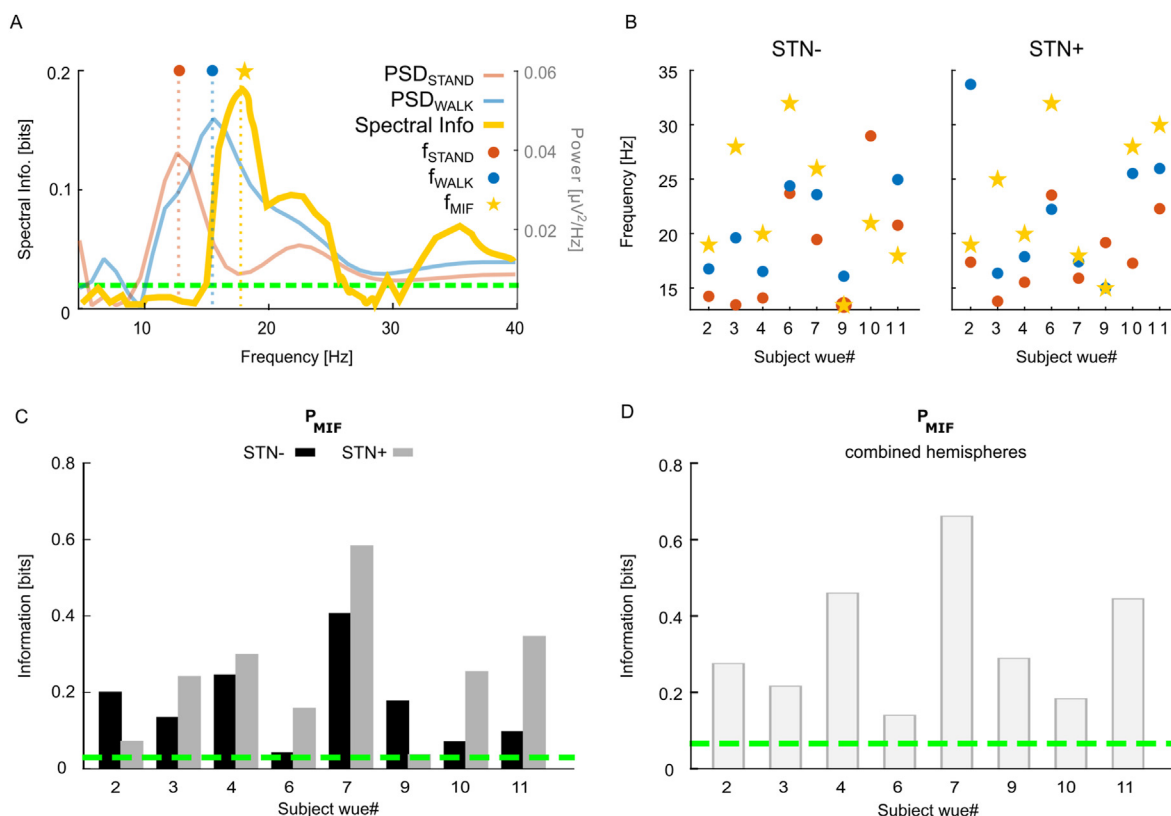 A
0.2
0.1
0
Spectral Info. [bits]
10
20
30
40
Frequency [Hz]
0.06
0.04
0.02
Power [µV²/Hz]
PSD_STAND
PSD_WALK
Spectral Info
f_STAND
f_WALK
f_MIF
B
STN-
STN+
35
30
25
20
15
Frequency [Hz]
2 3 4 6 7 9 10 11
Subject wue#
2 3 4 6 7 9 10 11
Subject wue#
C
P_MIF
STN- STN+
0.8
0.6
0.4
0.2
0
Information [bits]
2 3 4 6 7 9 10 11
Subject wue#
D
P_MIF
combined hemispheres
0.8
0.6
0.4
0.2
0
Information [bits]
2 3 4 6 7 9 10 11
Subject wue#